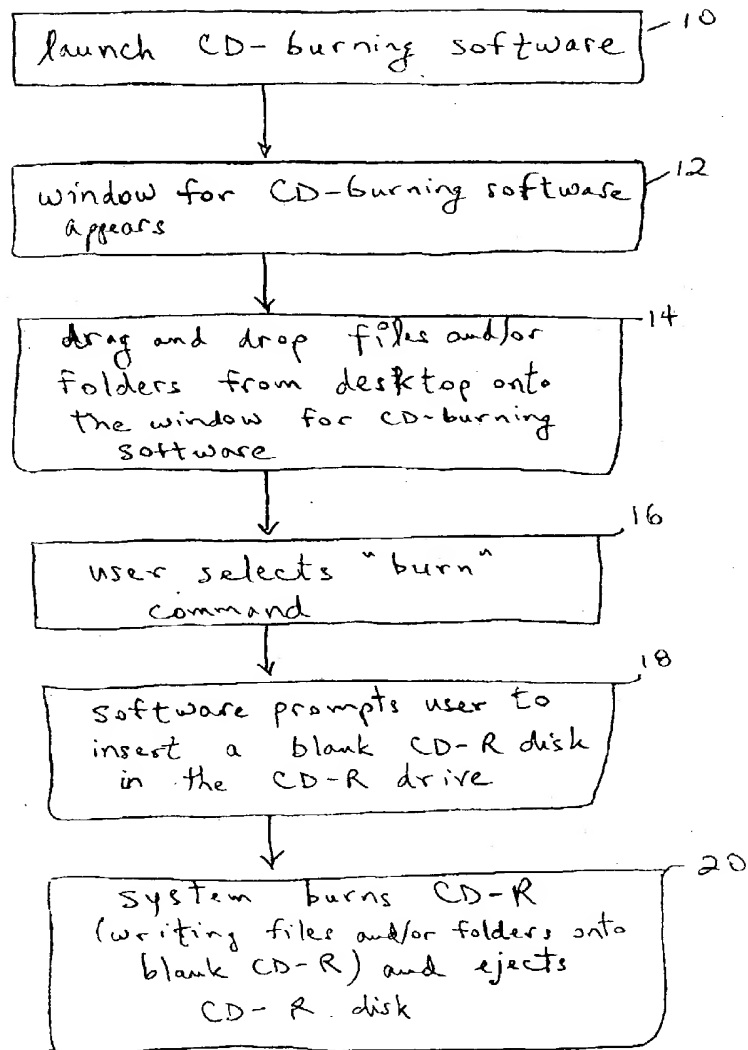 launch CD-burning software
10
window for CD-burning software
appears
12
drag and drop files and/or
folders from desktop onto
the window for CD-burning
software
14
user selects "burn"
command
16
software prompts user to
insert a blank CD-R disk
in the CD-R drive
18
system burns CD-R
(writing files and/or folders onto
blank CD-R) and ejects
CD-R disk
20